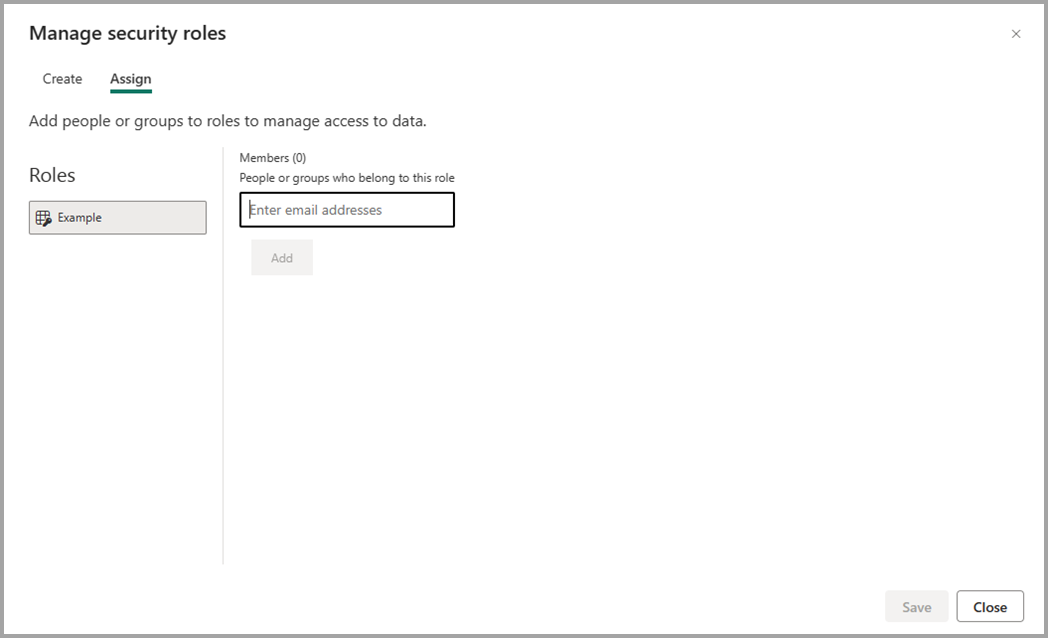 Manage security roles
Create Assign
Add people or groups to roles to manage access to data.
Roles
Example
Members (0)
People or groups who belong to this role
Enter email addresses
Add
Save Close